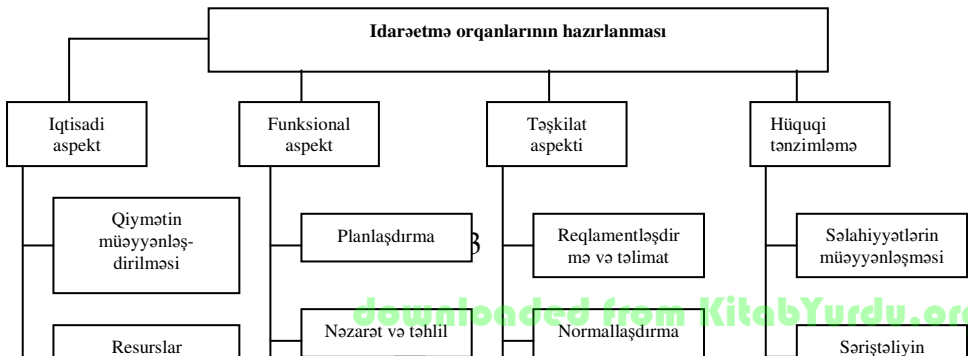 Idarəetmə orqanlarının hazırlanması
Iqtisadi
aspekt
Funksional
aspekt
Təşkilat
aspekti
Hüquqi
tənzimləmə
Qiymətin
müəyyənləş-
dirilməsi
Planlaşdırma
Reqlamentləşdir
mə və təlimat
Səlahiyyətlərin
müəyyənləşməsi
downloaded from KitabYurdu.org
Resurslar
Nəzarət və təhlil
Normallaşdırma
Səriştəliyin